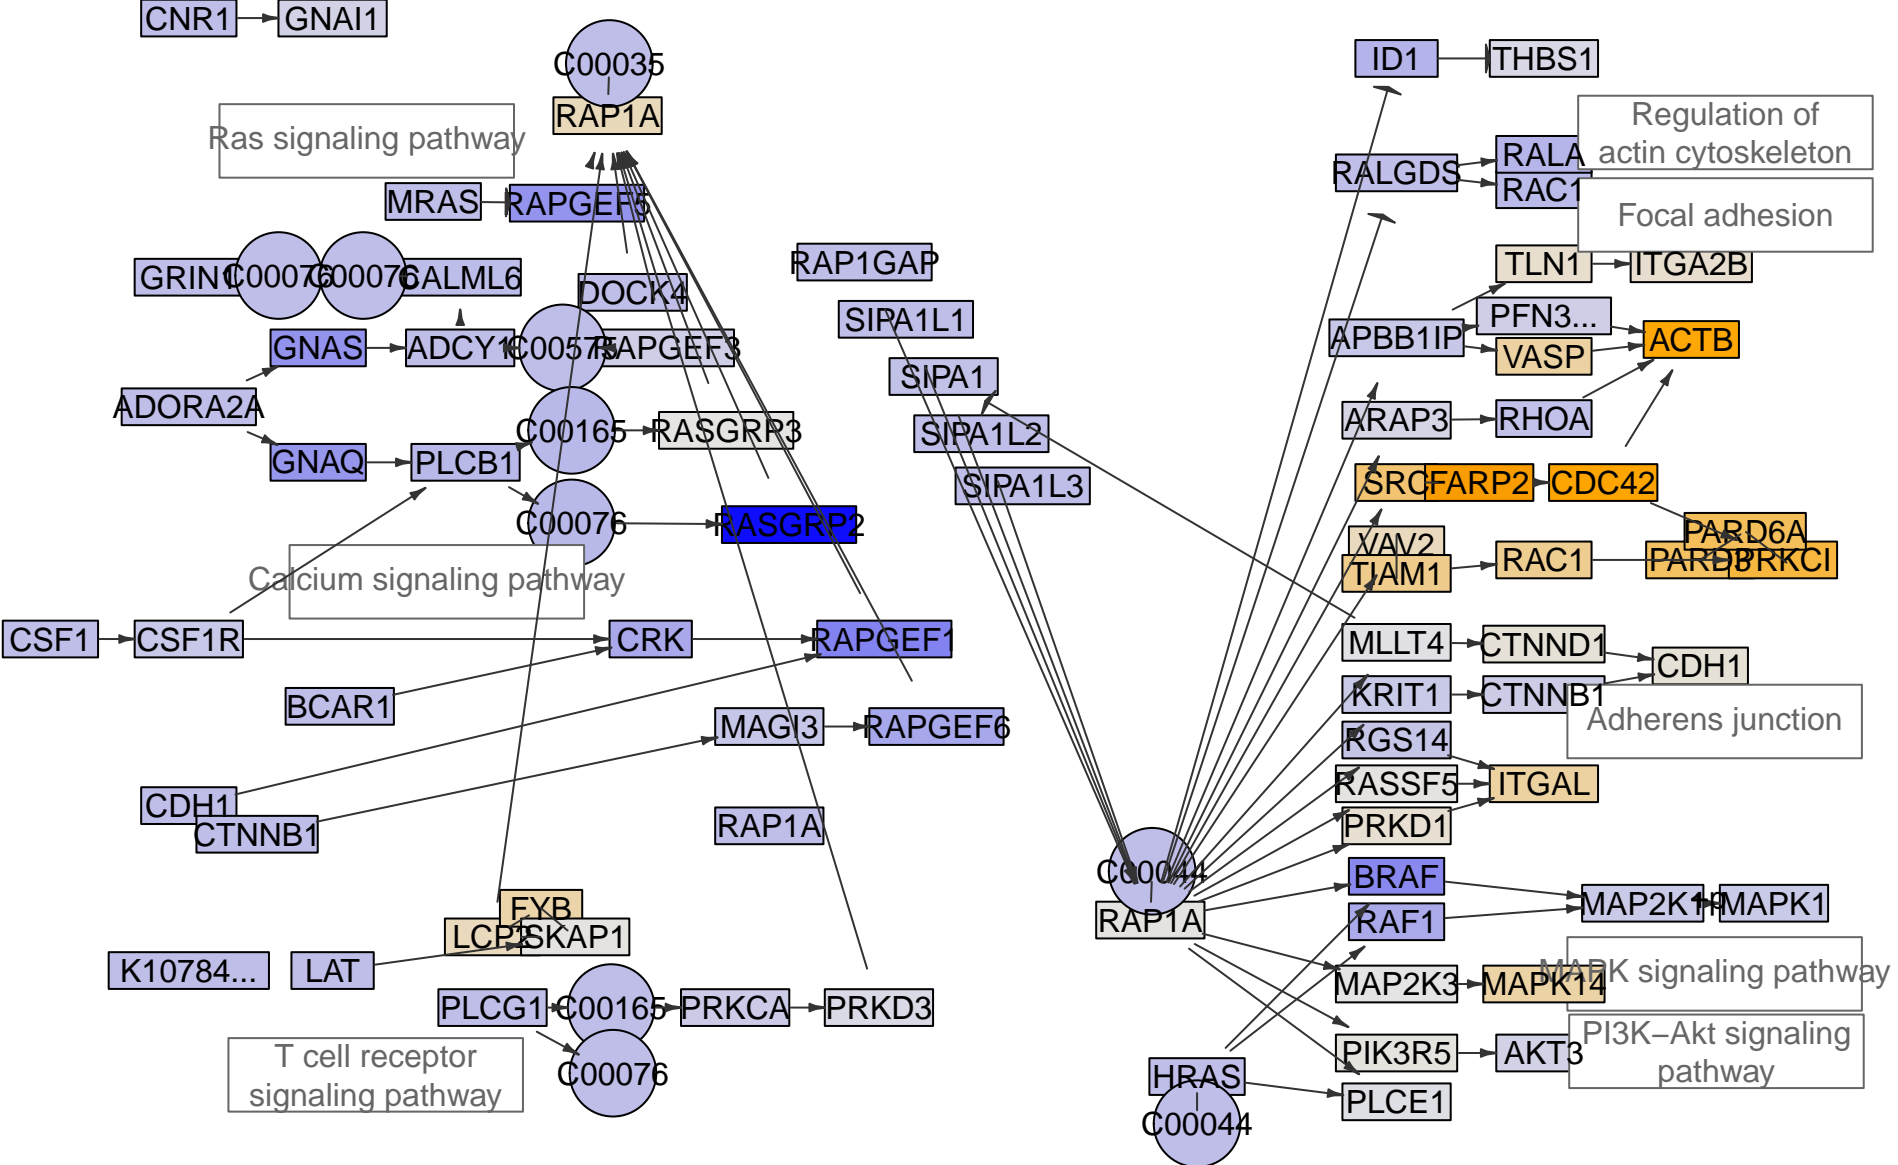 CNR1
GNAI1
C00035
RAP1A
Ras signaling pathway
MRAS
RAPGEF5
GRIN1
C00076
C00076
CALML6
DOCK4
GNAS
ADCY1
C00575
RAPGEF3
ADORA2A
GNAQ
PLCB1
C00165
RASGRP3
C00076
RASGRP2
Calcium signaling pathway
CSF1
CSF1R
CRK
RAPGEF1
BCAR1
MAGI3
RAPGEF6
CDH1
CTNNB1
RAP1A
FYB
LCP2
SKAP1
K10784...
LAT
PLCG1
C00165
PRKCA
PRKD3
C00076
T cell receptor
signaling pathway
RAP1GAP
SIPA1L1
SIPA1
SIPA1L2
SIPA1L3
C00044
RAP1A
HRAS
C00044
ID1
THBS1
Regulation of
actin cytoskeleton
RALGDS
RALA
RAC1
Focal adhesion
TLN1
ITGA2B
APBB1IP
PFN3...
VASP
ACTB
ARAP3
RHOA
SRC
FARP2
CDC42
VAV2
TIAM1
RAC1
PARD6A
PARD3
PRKCI
MLLT4
CTNND1
CDH1
KRIT1
CTNNB1
Adherens junction
RGS14
RASSF5
ITGAL
PRKD1
BRAF
RAF1
MAP2K1
+p
MAPK1
MAP2K3
MAPK14
MAPK signaling pathway
PIK3R5
AKT3
PI3K−Akt signaling
pathway
PLCE1